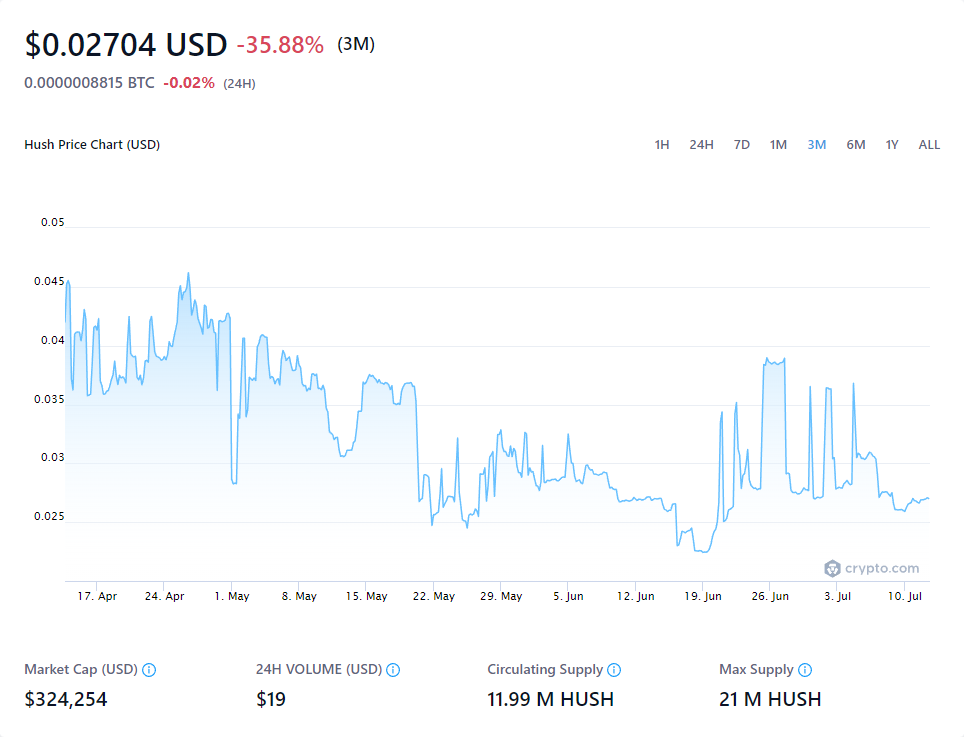 $0.02704 USD -35.88% (3M)
0.0000008815 BTC -0.02% (24H)
Hush Price Chart (USD) 1H 24H 7D 1M 3M 6M 1Y ALL
0.05
0.045
0.04
0.035
0.03
0.025
crypto.com
17. Apr 24. Apr 1. May 8. May 15. May 22. May 29. May 5. Jun 12. Jun 19. Jun 26. Jun 3. Jul 10. Jul
Market Cap (USD) 24H VOLUME (USD) Circulating Supply Max Supply
$324,254 $19 11.99 M HUSH 21 M HUSH